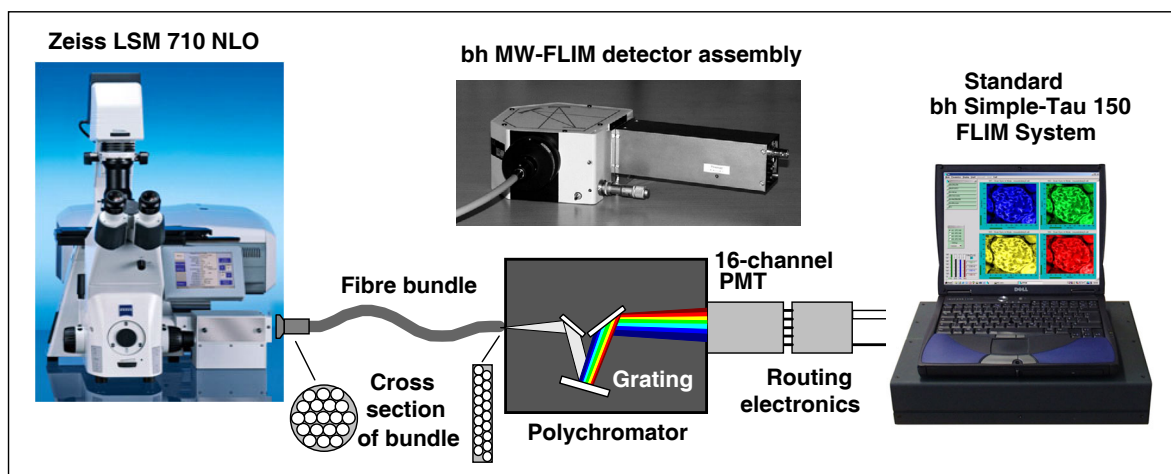 Zeiss LSM 710 NLO
bh MW-FLIM detector assembly
Standard
bh Simple-Tau 150
FLIM System
16-channel
PMT
Fibre bundle
Grating
Cross
section
of bundle
Polychromator
Routing
electronics
DELL